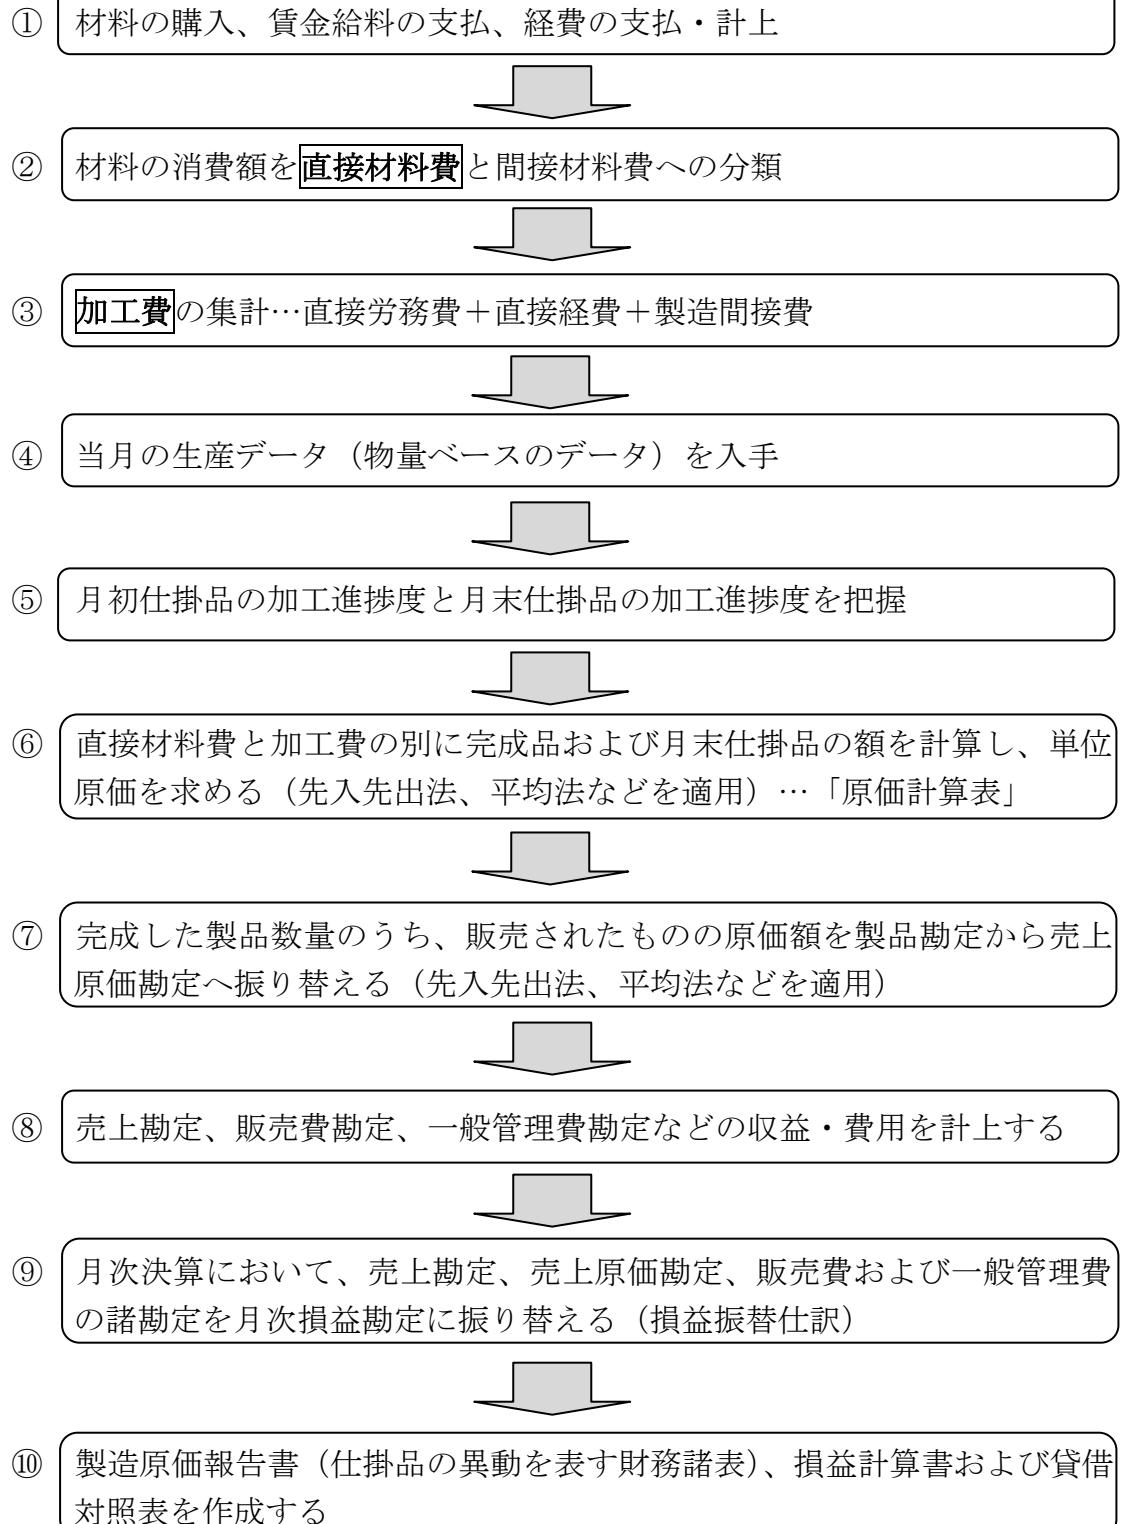 ① 材料の購入、賃金給料の支払、経費の支払・計上
② 材料の消費額を直接材料費と間接材料費への分類
③ 加工費の集計…直接労務費＋直接経費＋製造間接費
④ 当月の生産データ（物量ベースのデータ）を入手
⑤ 月初仕掛品の加工進捗度と月末仕掛品の加工進捗度を把握
⑥ 直接材料費と加工費の別に完成品および月末仕掛品の額を計算し、単位
原価を求める（先入先出法、平均法などを適用）…「原価計算表」
⑦ 完成した製品数量のうち、販売されたものの原価額を製品勘定から売上
原価勘定へ振り替える（先入先出法、平均法などを適用）
⑧ 売上勘定、販売費勘定、一般管理費勘定などの収益・費用を計上する
⑨ 月次決算において、売上勘定、売上原価勘定、販売費および一般管理費
の諸勘定を月次損益勘定に振り替える（損益振替仕訳）
⑩ 製造原価報告書（仕掛品の異動を表す財務諸表）、損益計算書および貸借
対照表を作成する